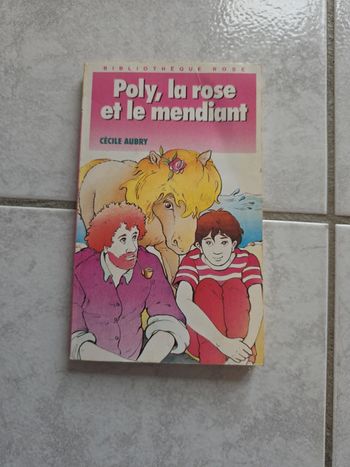 BIBLIOTHÈQUE ROSE
Poly, la rose
et le mendiant
CÉCILE AUBRY